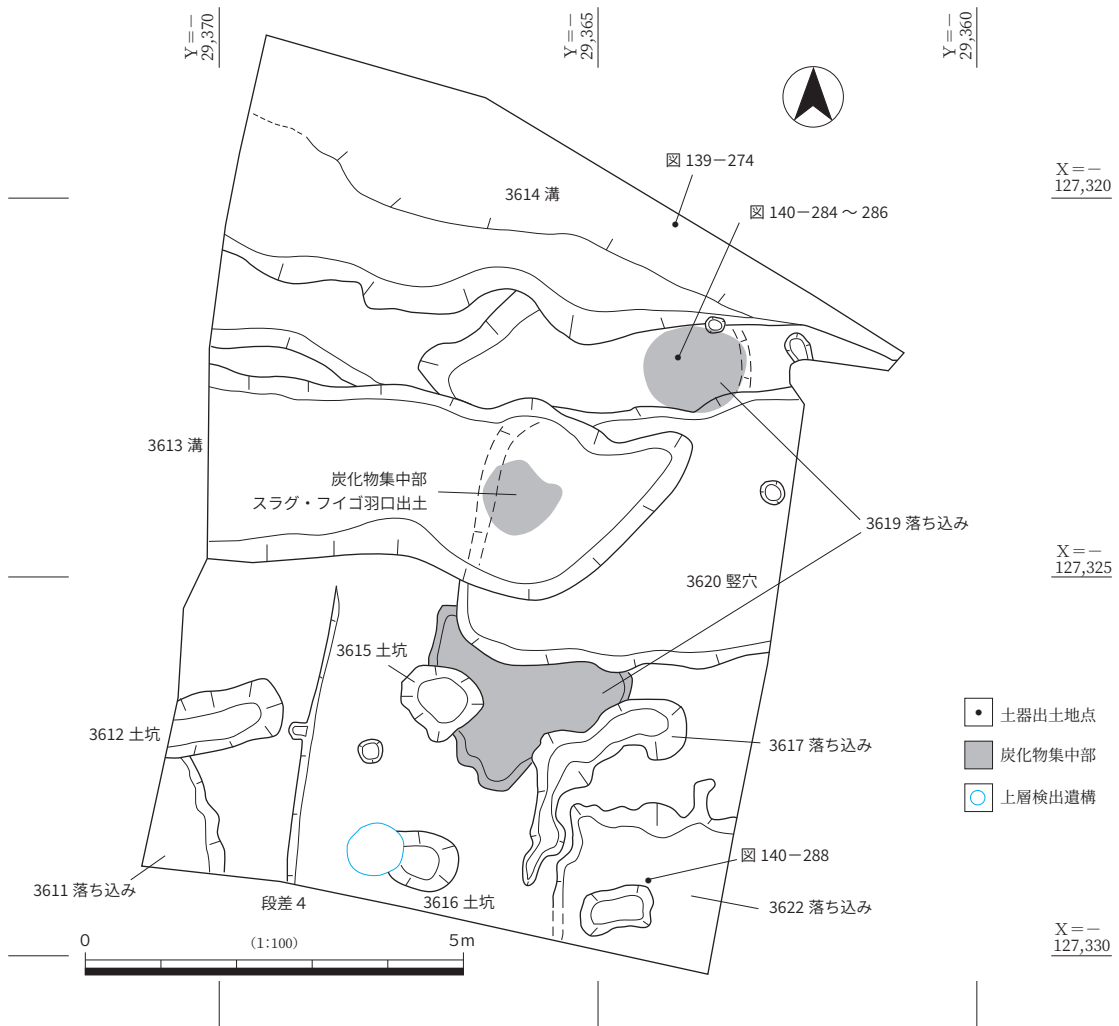 Y＝－
29,370
Y＝－
29,365
Y＝－
29,360
図 139－274
X＝－
127,320
3614 溝
図 140－284 ～ 286
3613 溝
炭化物集中部
スラグ・フイゴ羽口出土
3619 落ち込み
X＝－
127,325
3620 竪穴
3615 土坑
3612 土坑
3617 落ち込み
土器出土地点
炭化物集中部
上層検出遺構
図 140－288
3611 落ち込み
段差４
3616 土坑
3622 落ち込み
X＝－
127,330
0
(1:100)
5m